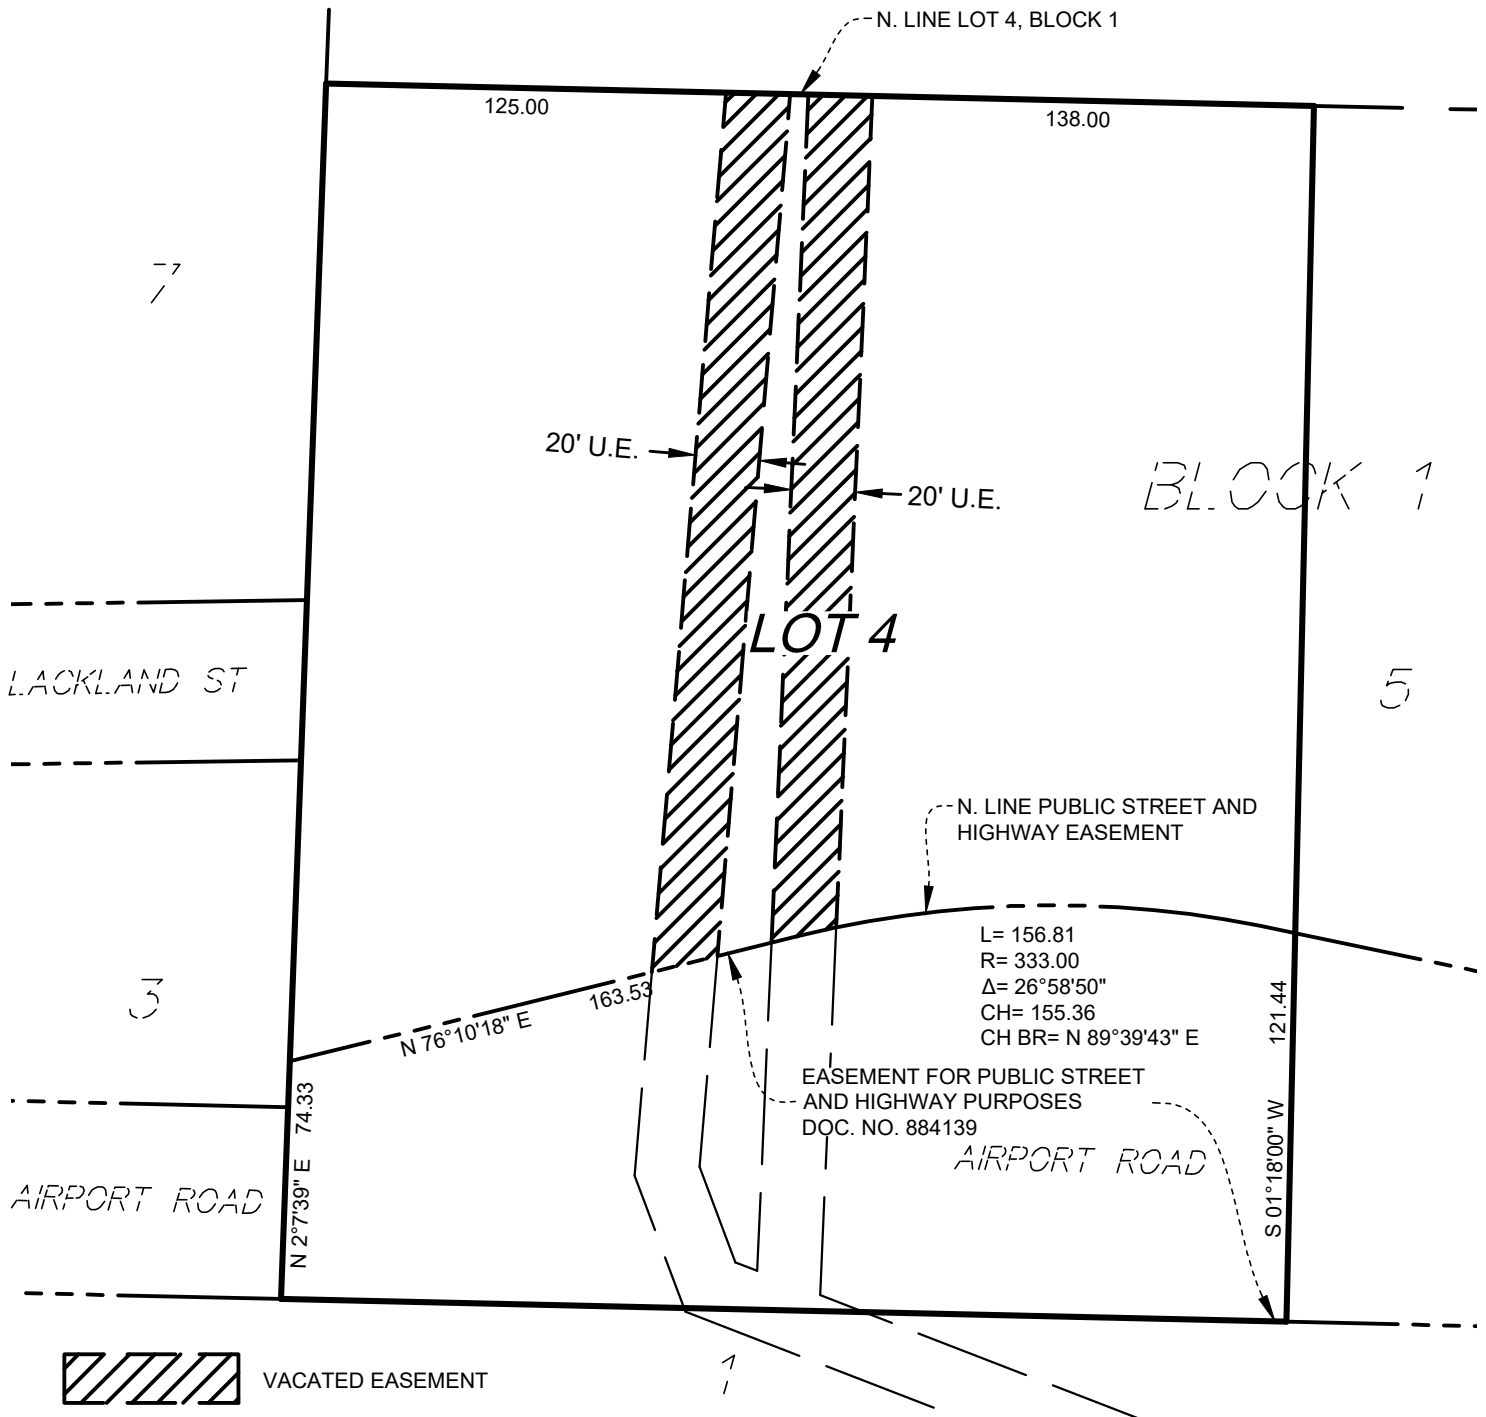 N. LINE LOT 4, BLOCK 1
125.00
138.00
7
20' U.E.
20' U.E.
BLOCK 1
LOT 4
LACKLAND ST
5
N. LINE PUBLIC STREET AND
HIGHWAY EASEMENT
3
163.53
N 76°10'18" E
L= 156.81
R= 333.00
Δ= 26°58'50"
CH= 155.36
CH BR= N 89°39'43" E
121.44
S 01°18'00" W
74.33
N 2°7'39" E
EASEMENT FOR PUBLIC STREET
AND HIGHWAY PURPOSES
DOC. NO. 884139
AIRPORT ROAD
AIRPORT ROAD
1
VACATED EASEMENT